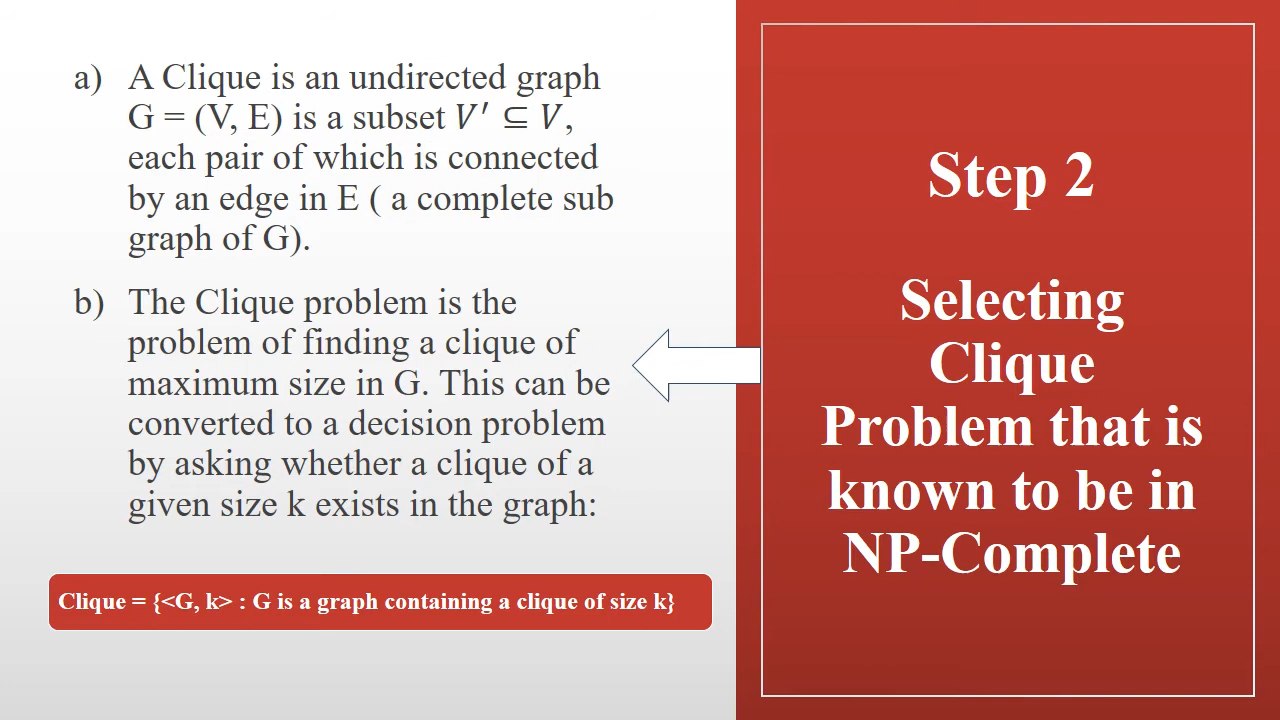 a) A Clique is an undirected graph
G = (V, E) is a subset V′ ⊆ V,
each pair of which is connected
by an edge in E ( a complete sub
graph of G).
b) The Clique problem is the
problem of finding a clique of
maximum size in G. This can be
converted to a decision problem
by asking whether a clique of a
given size k exists in the graph:
Clique = {<G, k> : G is a graph containing a clique of size k}
Step 2
Selecting
Clique
Problem that is
known to be in
NP-Complete